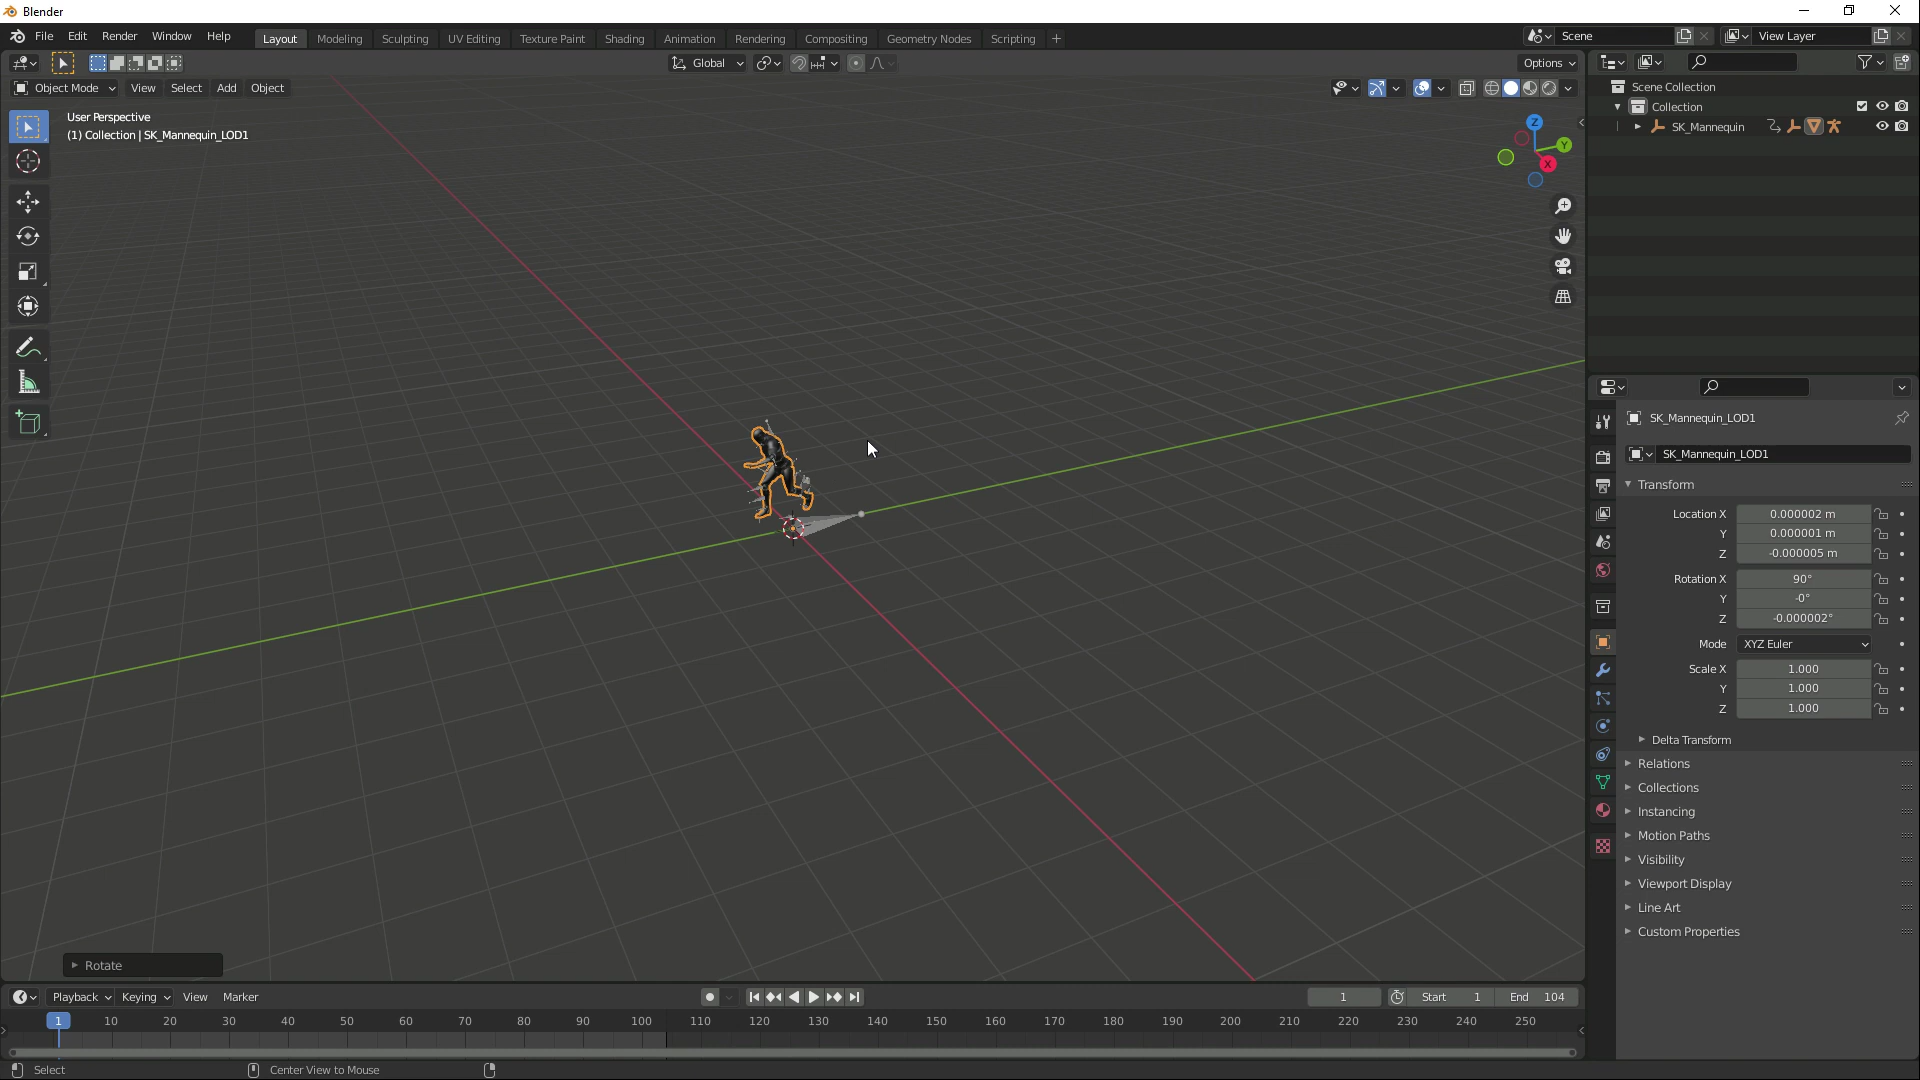 Blender
File Edit Render Window Help
Layout Modeling Sculpting UV Editing Texture Paint Shading Animation Rendering Compositing Geometry Nodes Scripting +
Scene
View Layer
Global
Options
Object Mode View Select Add Object
User Perspective
(1) Collection | SK_Mannequin_LOD1
Z
Y
X
Scene Collection
Collection
SK_Mannequin
SK_Mannequin_LOD1
SK_Mannequin_LOD1
Transform
Location X 0.000002 m
Y 0.000001 m
Z -0.000005 m
Rotation X 90°
Y -0°
Z -0.000002°
Mode XYZ Euler
Scale X 1.000
Y 1.000
Z 1.000
Delta Transform
Relations
Collections
Instancing
Motion Paths
Visibility
Viewport Display
Line Art
Custom Properties
Rotate
Playback Keying View Marker
1 Start 1 End 104
1 10 20 30 40 50 60 70 80 90 100 110 120 130 140 150 160 170 180 190 200 210 220 230 240 250
Select Center View to Mouse